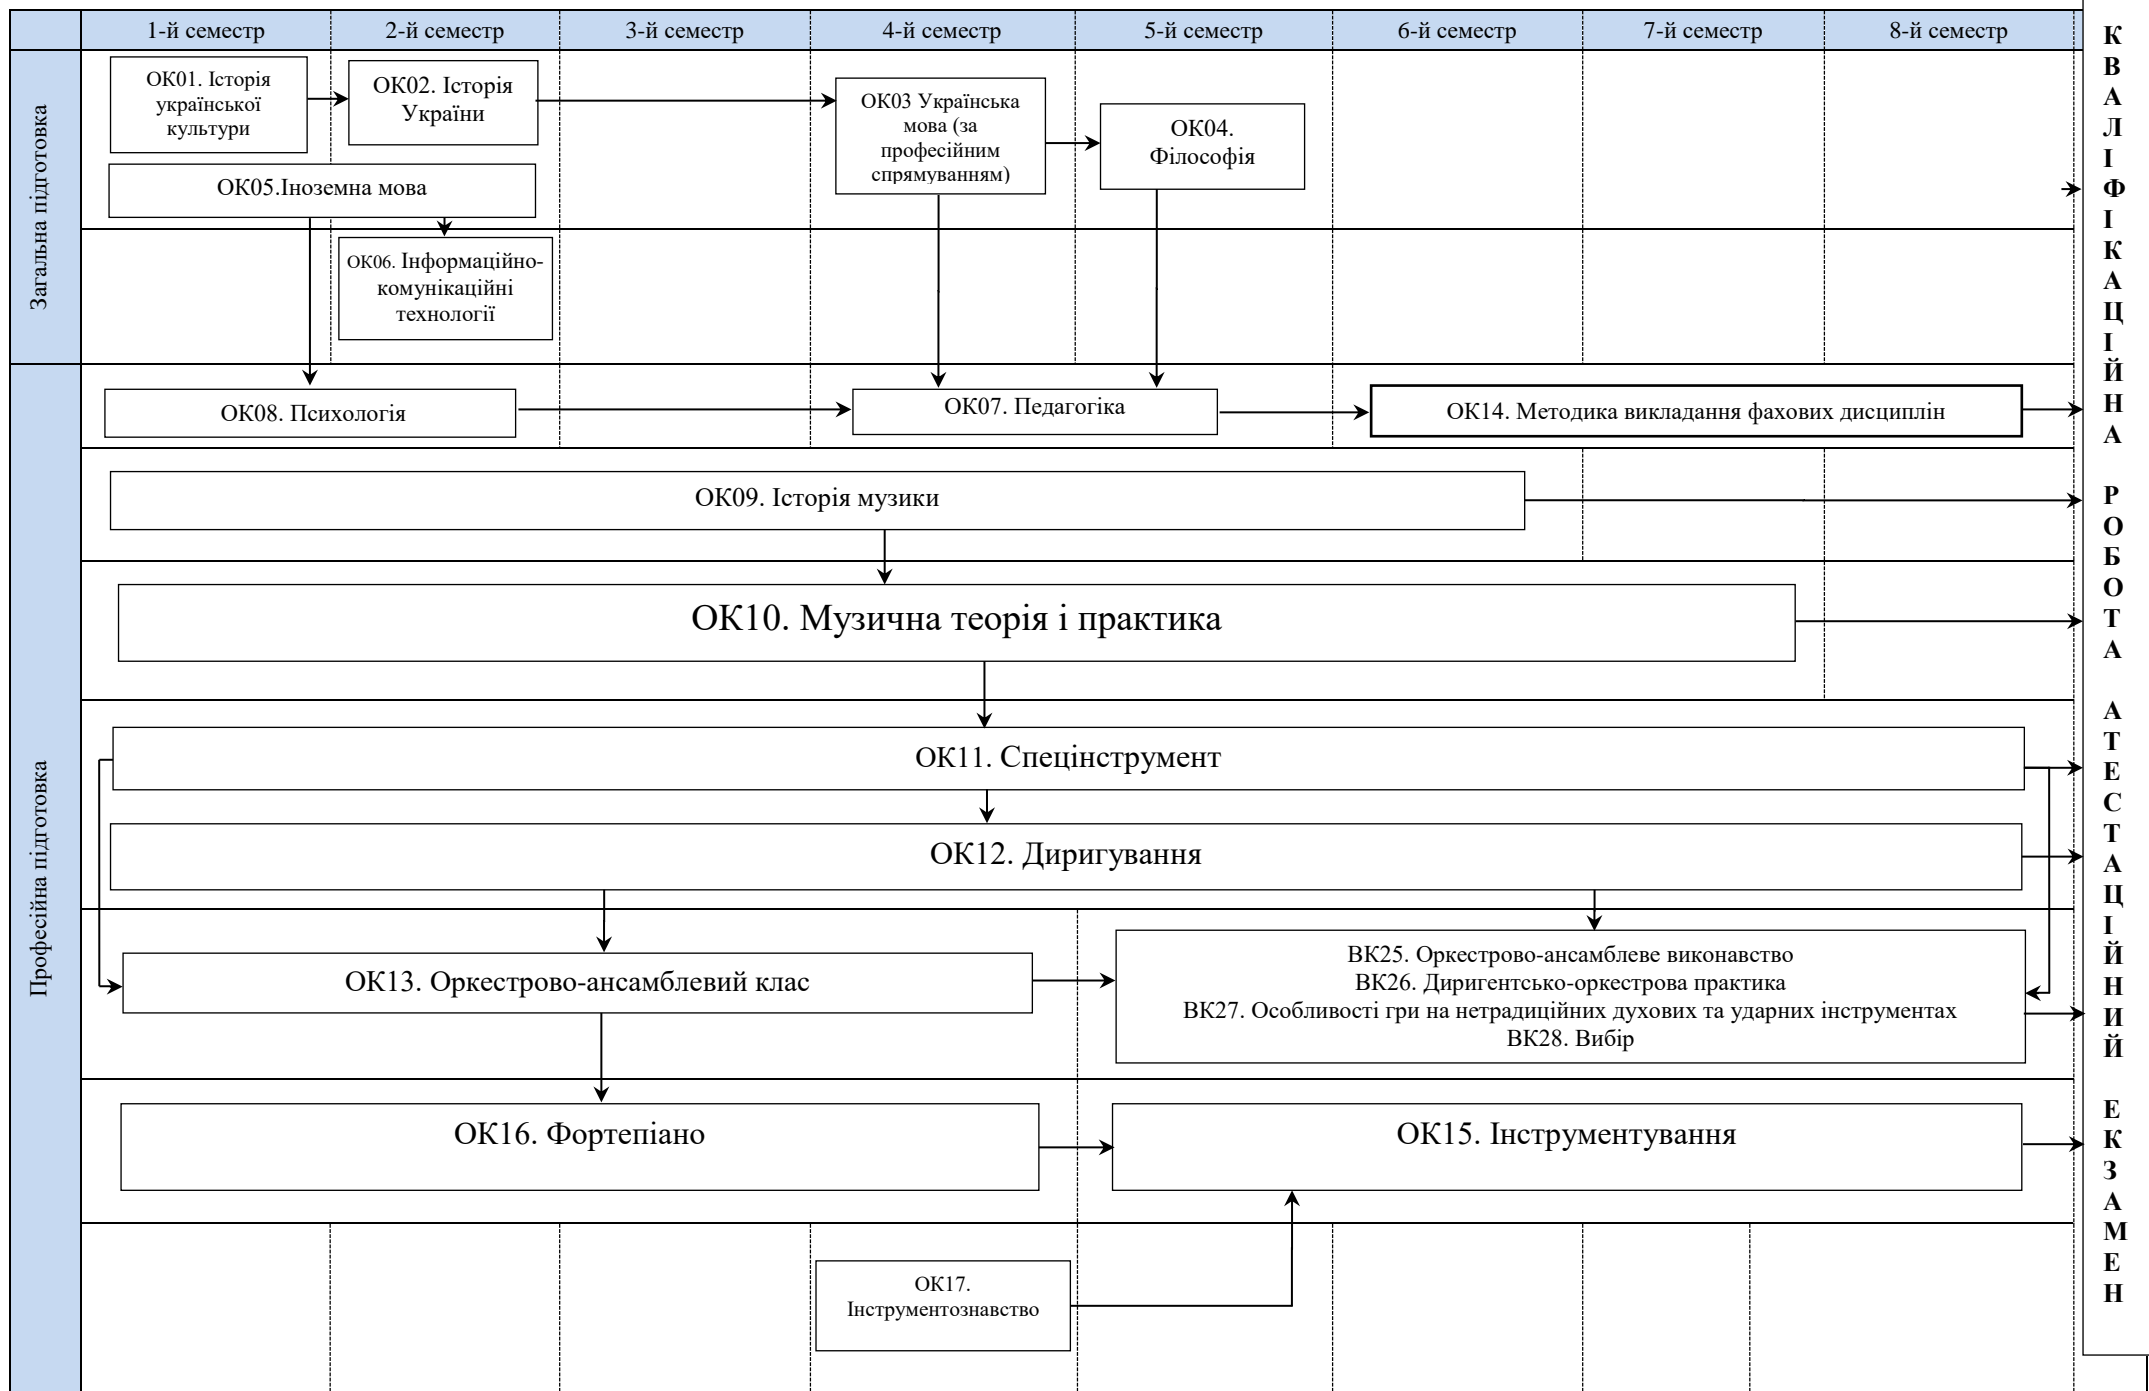 1-й семестр 2-й семестр 3-й семестр 4-й семестр 5-й семестр 6-й семестр 7-й семестр 8-й семестр
Загальна підготовка
ОК01. Історія
української
культури
ОК02. Історія
України
ОК03 Українська
мова (за
професійним
спрямуванням)
ОК04.
Філософія
ОК05.Іноземна мова
ОК06. Інформаційно-
комунікаційні
технології
Професійна підготовка
ОК08. Психологія
ОК07. Педагогіка
ОК14. Методика викладання фахових дисциплін
ОК09. Історія музики
ОК10. Музична теорія і практика
ОК11. Спецінструмент
ОК12. Диригування
ОК13. Оркестрово-ансамблевий клас
ВК25. Оркестрово-ансамблеве виконавство
ВК26. Диригентсько-оркестрова практика
ВК27. Особливості гри на нетрадиційних духових та ударних інструментах
ВК28. Вибір
ОК16. Фортепіано
ОК15. Інструментування
ОК17.
Інструментознавство
КВАЛІФІКАЦІЙНА РОБОТА АТЕСТАЦІЙНИЙ ЕКЗАМЕН